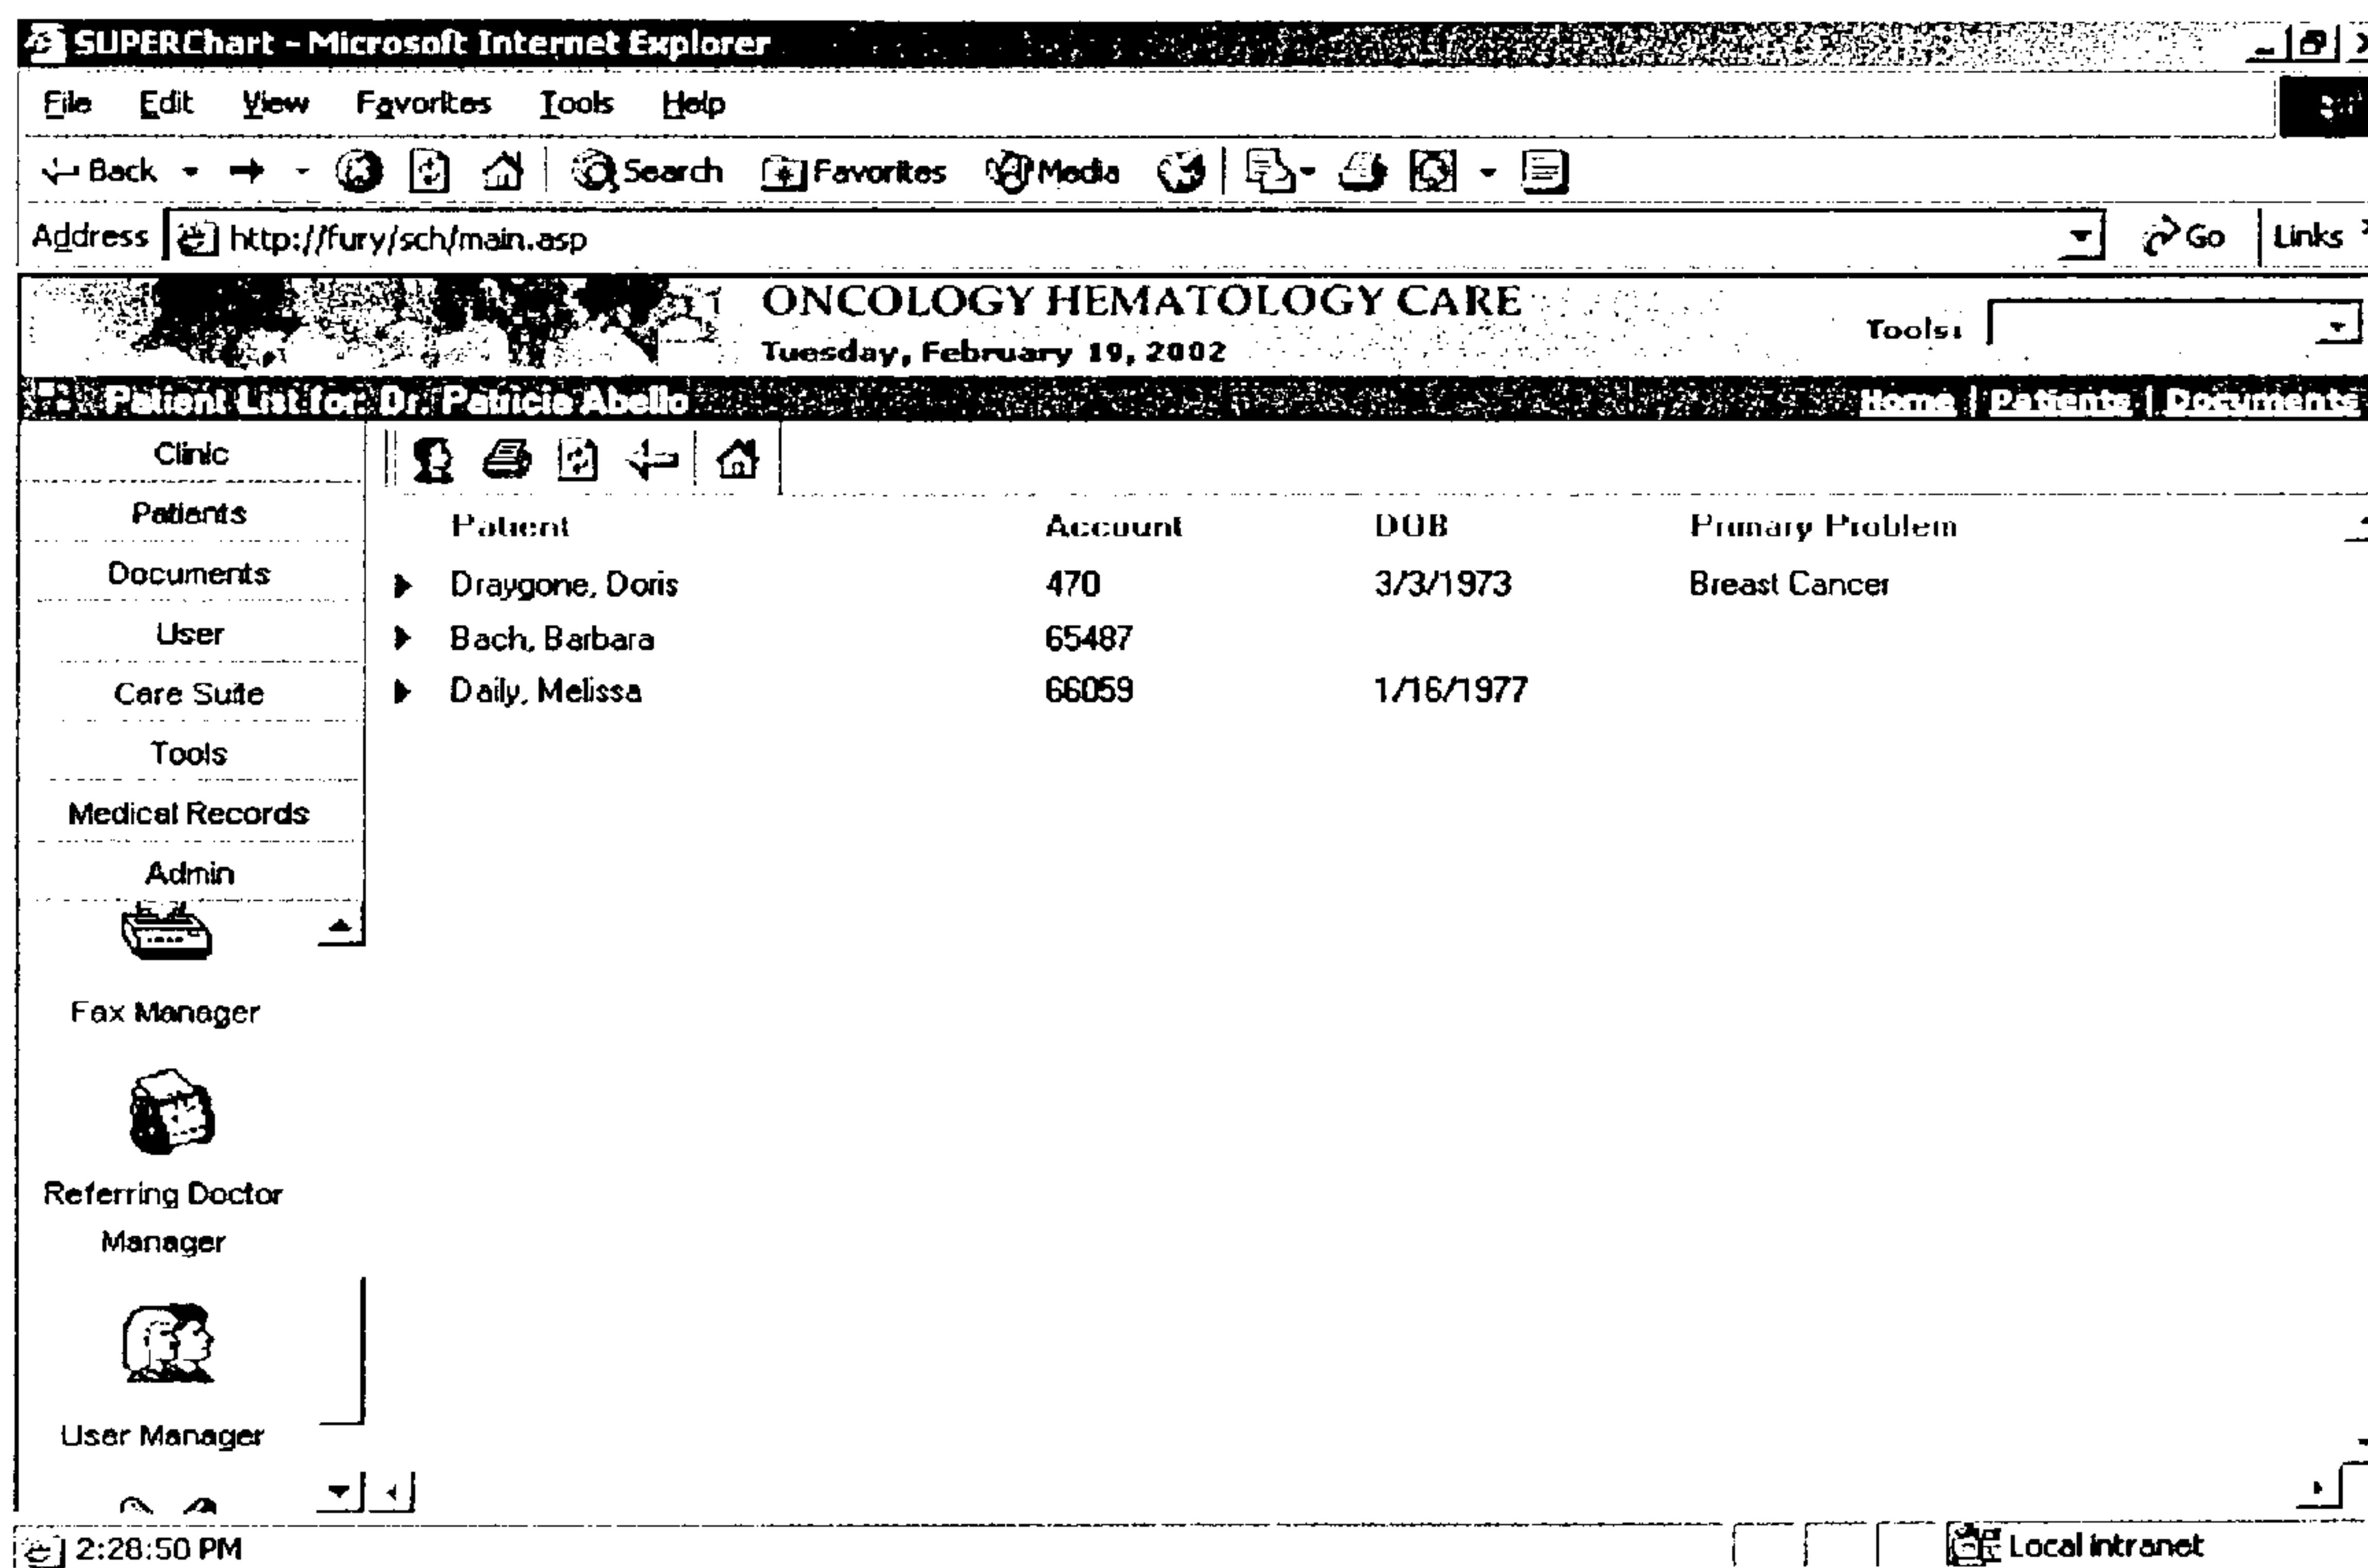 SUPERChart - Microsoft Internet Explorer
File Edit View Favorites Tools Help
Back Search Favorites Media
Address http://fury/sch/main.asp Go Links
ONCOLOGY HEMATOLOGY CARE
Tuesday, February 19, 2002
Tools:
Patient List for: Dr. Patricia Abello
Home | Patients | Documents
Clinic
Patients
Documents
User
Care Suite
Tools
Medical Records
Admin
Fax Manager
Referring Doctor
Manager
User Manager
Patient Account DOB Primary Problem
Draygone, Doris 470 3/3/1973 Breast Cancer
Bach, Barbara 65487
Daily, Melissa 66059 1/16/1977
2:28:50 PM Local intranet